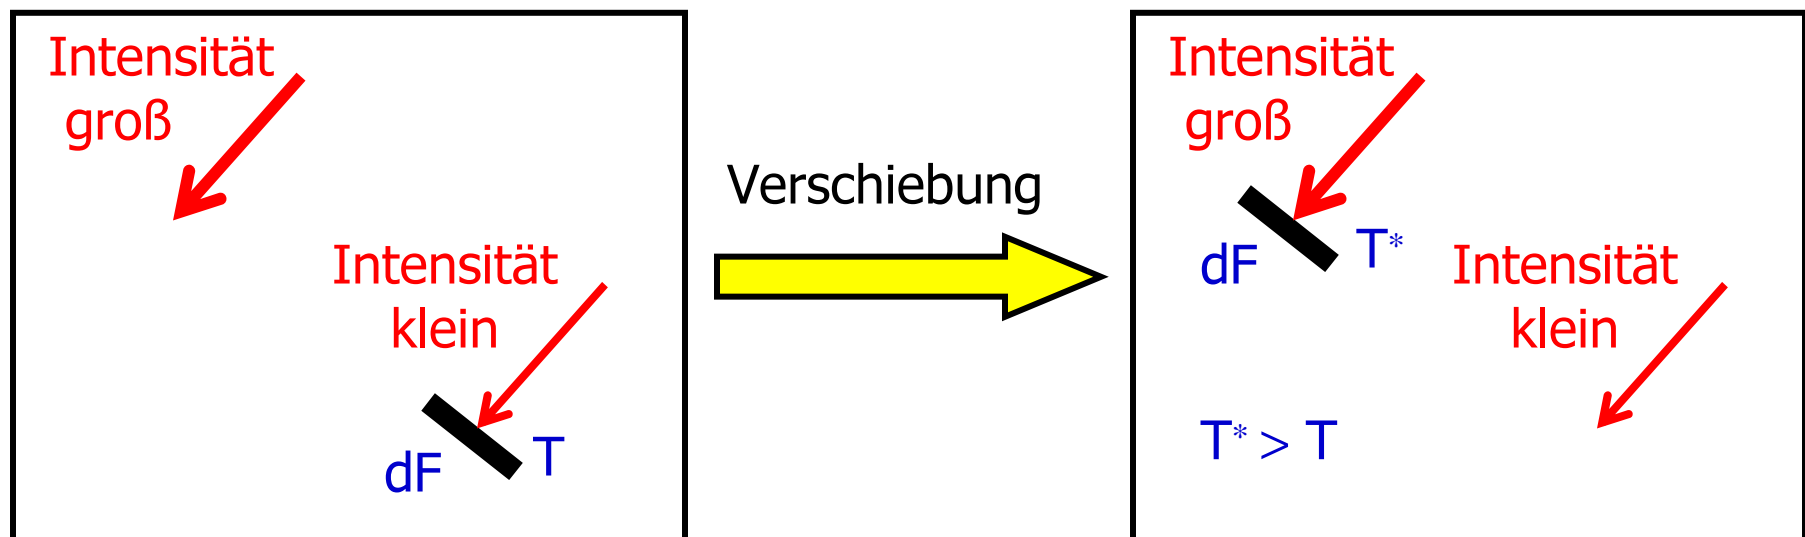 Intensität
groß
Intensität
klein
dF
T
Verschiebung
Intensität
groß
dF
T*
Intensität
klein
T* > T